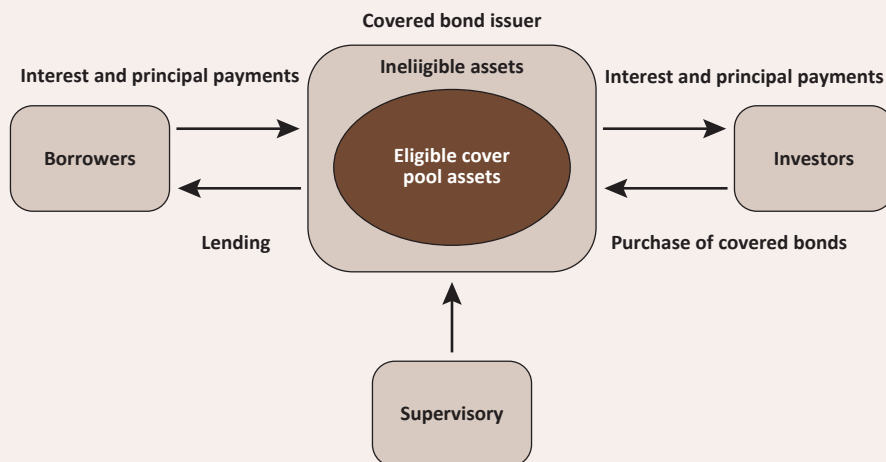 Covered bond issuer
Interest and principal payments
Ineliigible assets
Interest and principal payments
Borrowers
Eligible cover
pool assets
Investors
Lending
Purchase of covered bonds
Supervisory